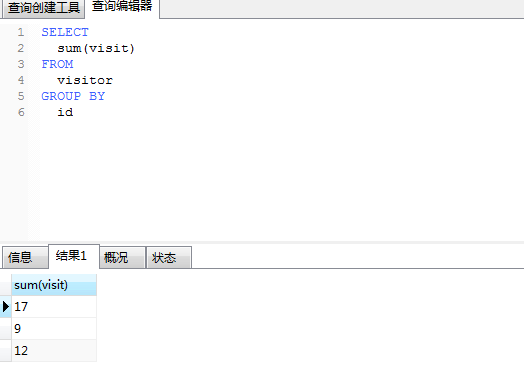 查询创建工具 查询编辑器
1 SELECT
2 sum(visit)
3 FROM
4 visitor
5 GROUP BY
6 id
信息 结果1 概况 状态
sum(visit)
17
9
12